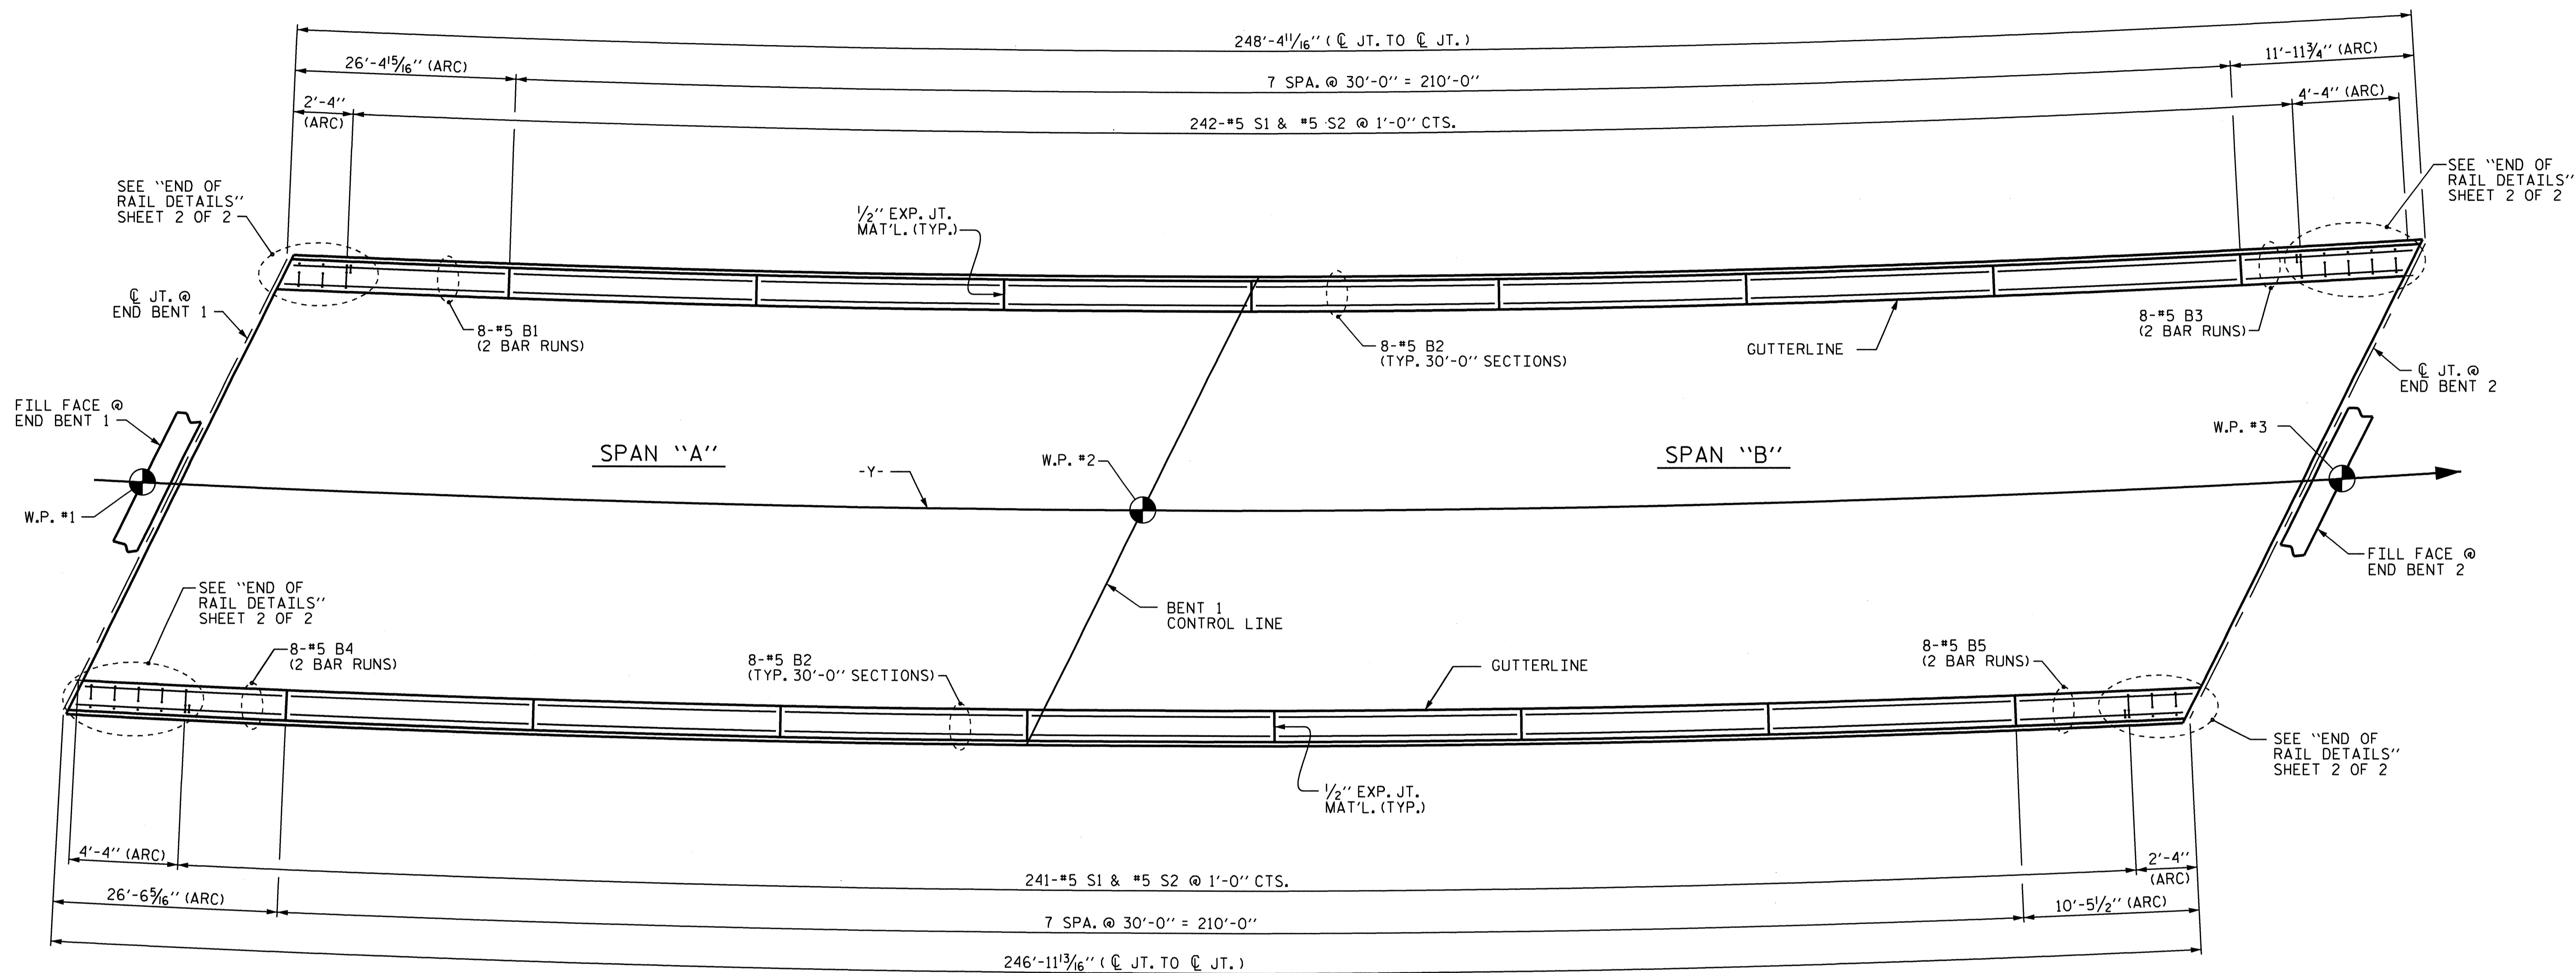 248'-4 11/16" (℄ JT. TO ℄ JT.)
26'-4 15/16" (ARC)
7 SPA. @ 30'-0" = 210'-0"
11'-11 3/4" (ARC)
2'-4"
(ARC)
242-#5 S1 & #5 S2 @ 1'-0" CTS.
4'-4" (ARC)
SEE "END OF
RAIL DETAILS"
SHEET 2 OF 2
1/2" EXP. JT.
MAT'L. (TYP.)
SEE "END OF
RAIL DETAILS"
SHEET 2 OF 2
℄ JT. @
END BENT 1
8-#5 B1
(2 BAR RUNS)
8-#5 B2
(TYP. 30'-0" SECTIONS)
GUTTERLINE
8-#5 B3
(2 BAR RUNS)
℄ JT. @
END BENT 2
FILL FACE @
END BENT 1
SPAN "A"
W.P. #2
-Y-
SPAN "B"
W.P. #3
W.P. #1
FILL FACE @
END BENT 2
SEE "END OF
RAIL DETAILS"
SHEET 2 OF 2
BENT 1
CONTROL LINE
8-#5 B4
(2 BAR RUNS)
8-#5 B2
(TYP. 30'-0" SECTIONS)
GUTTERLINE
8-#5 B5
(2 BAR RUNS)
SEE "END OF
RAIL DETAILS"
SHEET 2 OF 2
1/2" EXP. JT.
MAT'L. (TYP.)
4'-4" (ARC)
241-#5 S1 & #5 S2 @ 1'-0" CTS.
2'-4"
(ARC)
26'-6 5/16" (ARC)
7 SPA. @ 30'-0" = 210'-0"
10'-5 1/2" (ARC)
246'-11 13/16" (℄ JT. TO ℄ JT.)